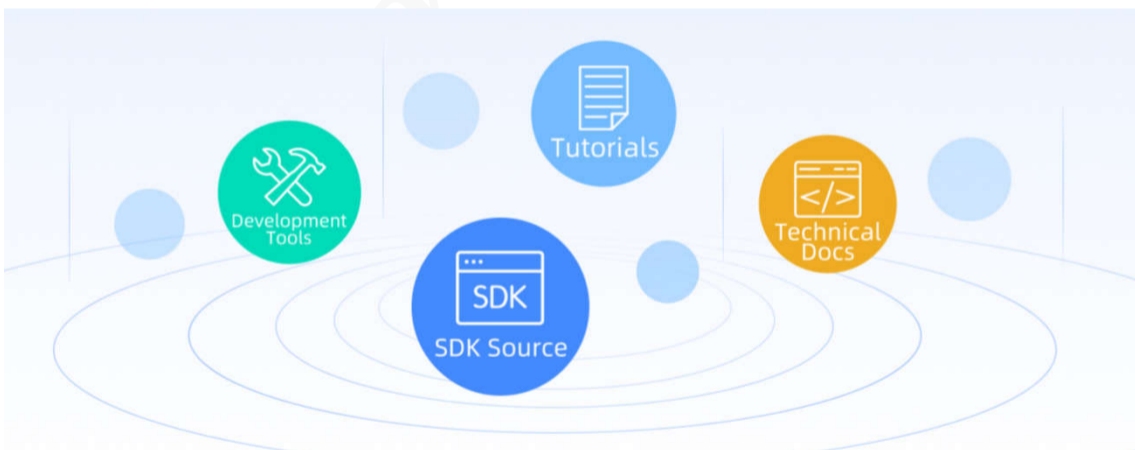 Tutorials
Development
Tools
</>
Technical
Docs
SDK
SDK Source